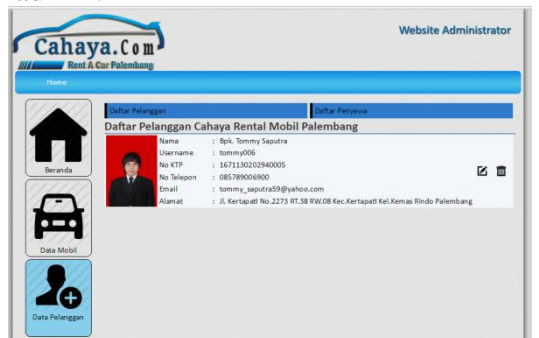 Cahaya.Com
Rent A Car Palembang
Website Administrator
Home
Beranda
Data Mobil
Data Pelanggan
Daftar Pelanggan
Daftar Penyewa
Daftar Pelanggan Cahaya Rental Mobil Palembang
Nama : Bpk. Tommy Saputra
Username : tommy006
No KTP : 1671130202940005
No Telepon : 085789006900
Email : tommy_saputra59@yahoo.com
Alamat : Jl. Kertapati No.2273 RT.38 RW.08 Kec.Kertapati Kel.Kemas Rindo Palembang